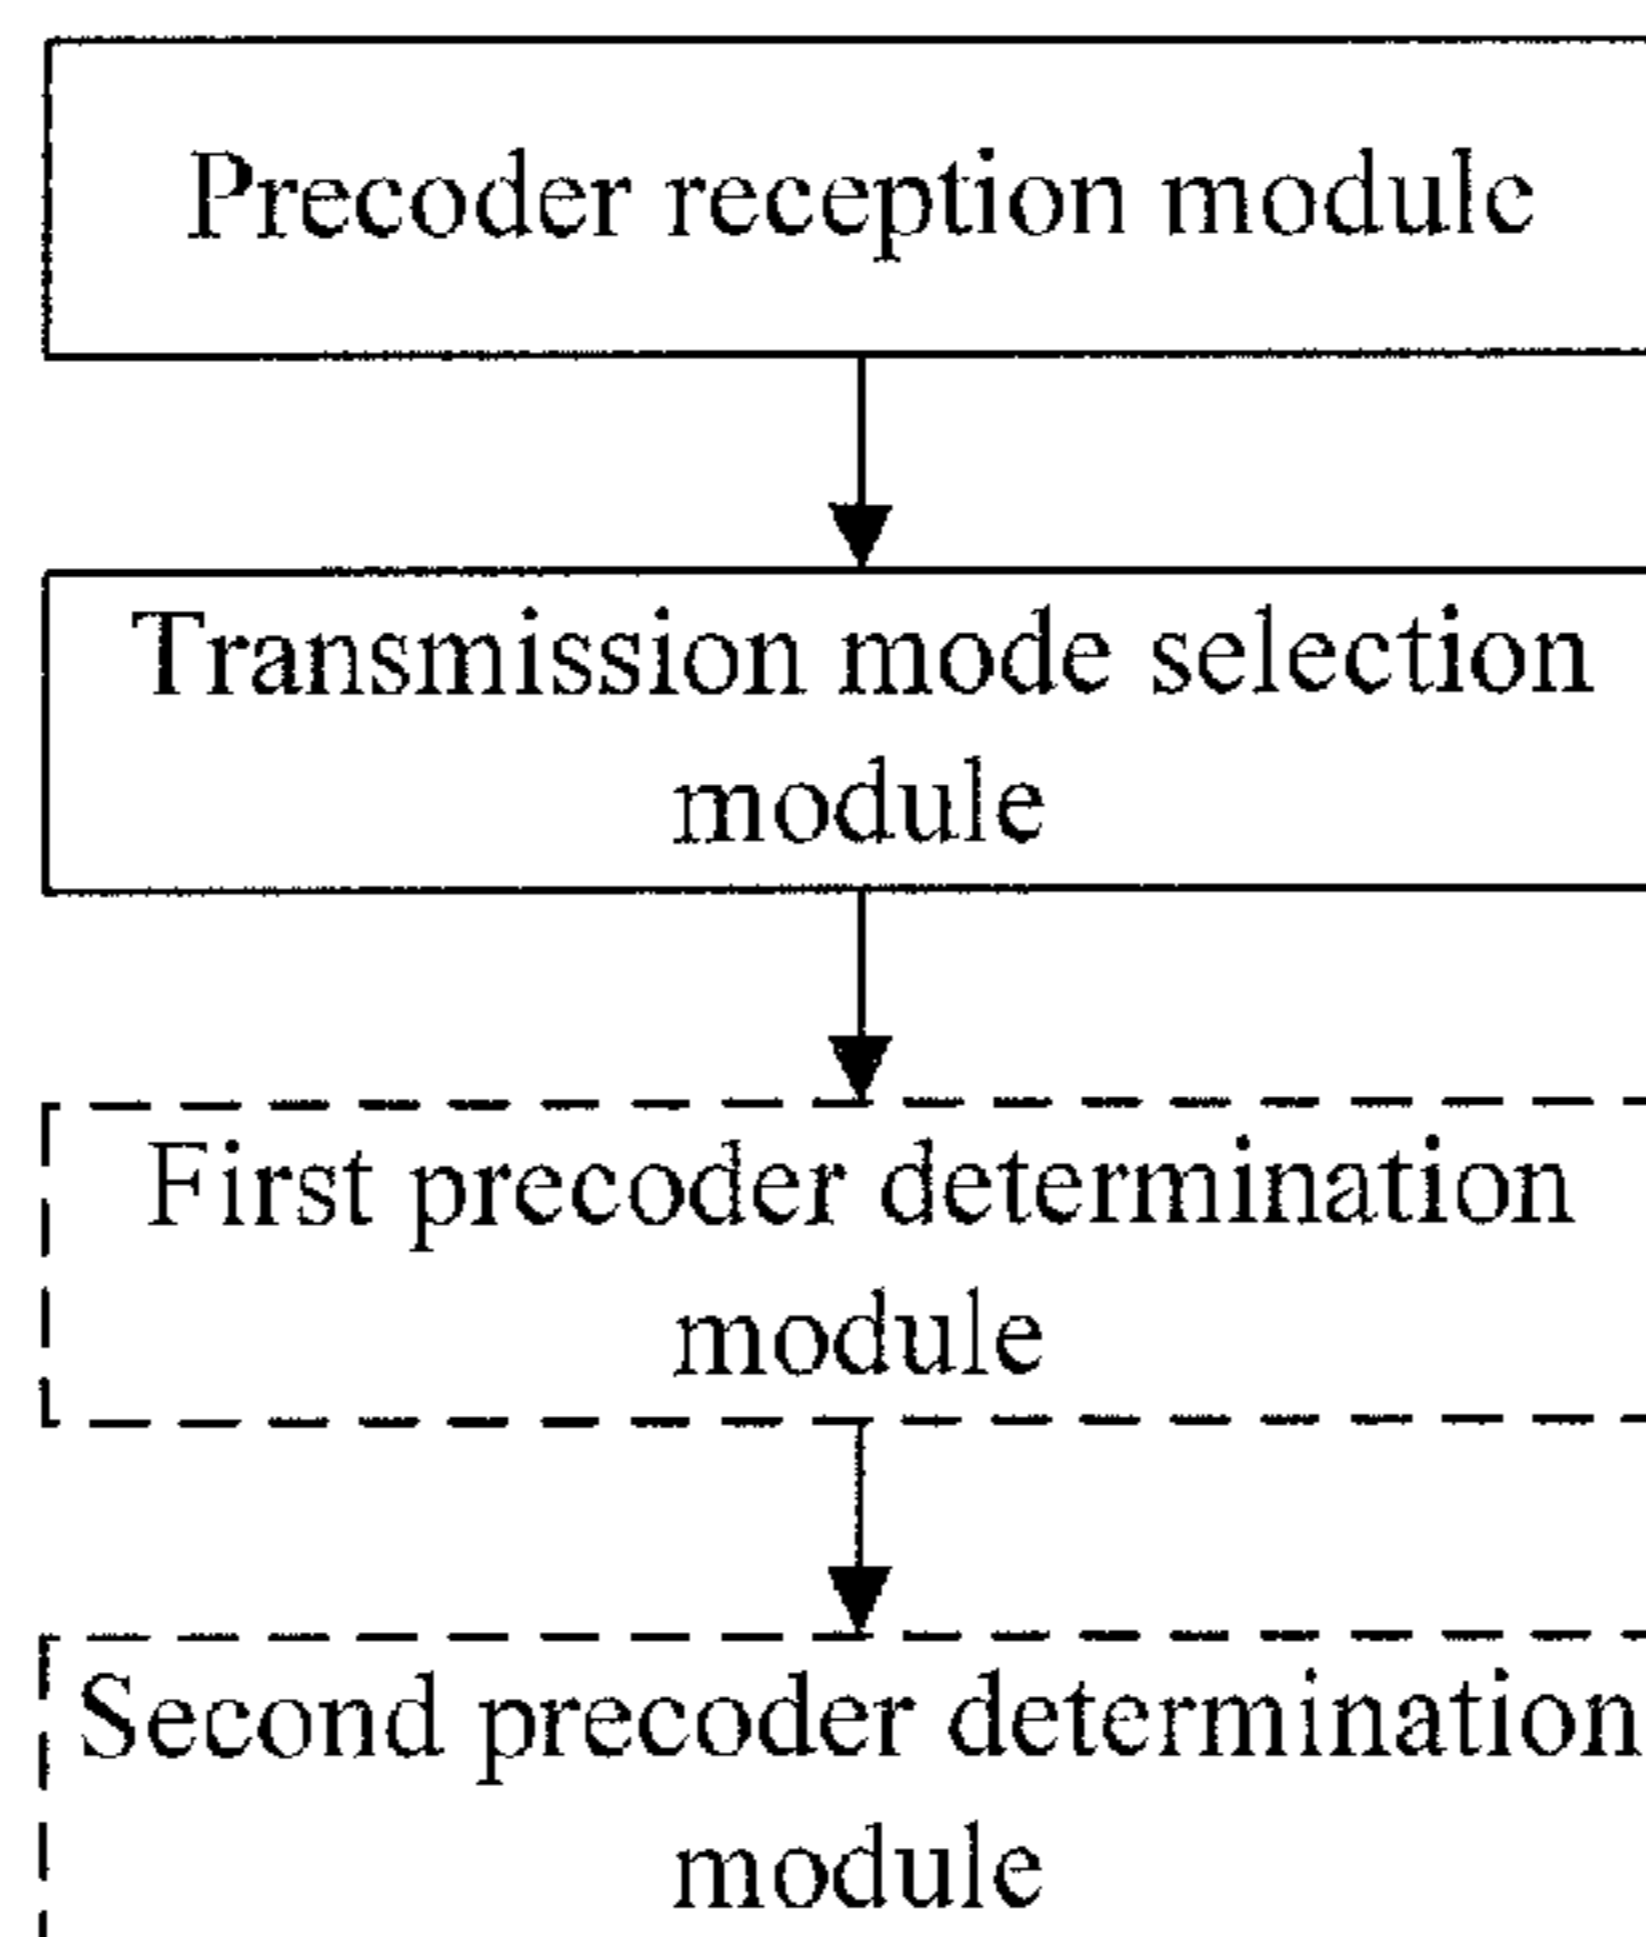 Precoder reception module
Transmission mode selection
module
First precoder determination
module
Second precoder determination
module